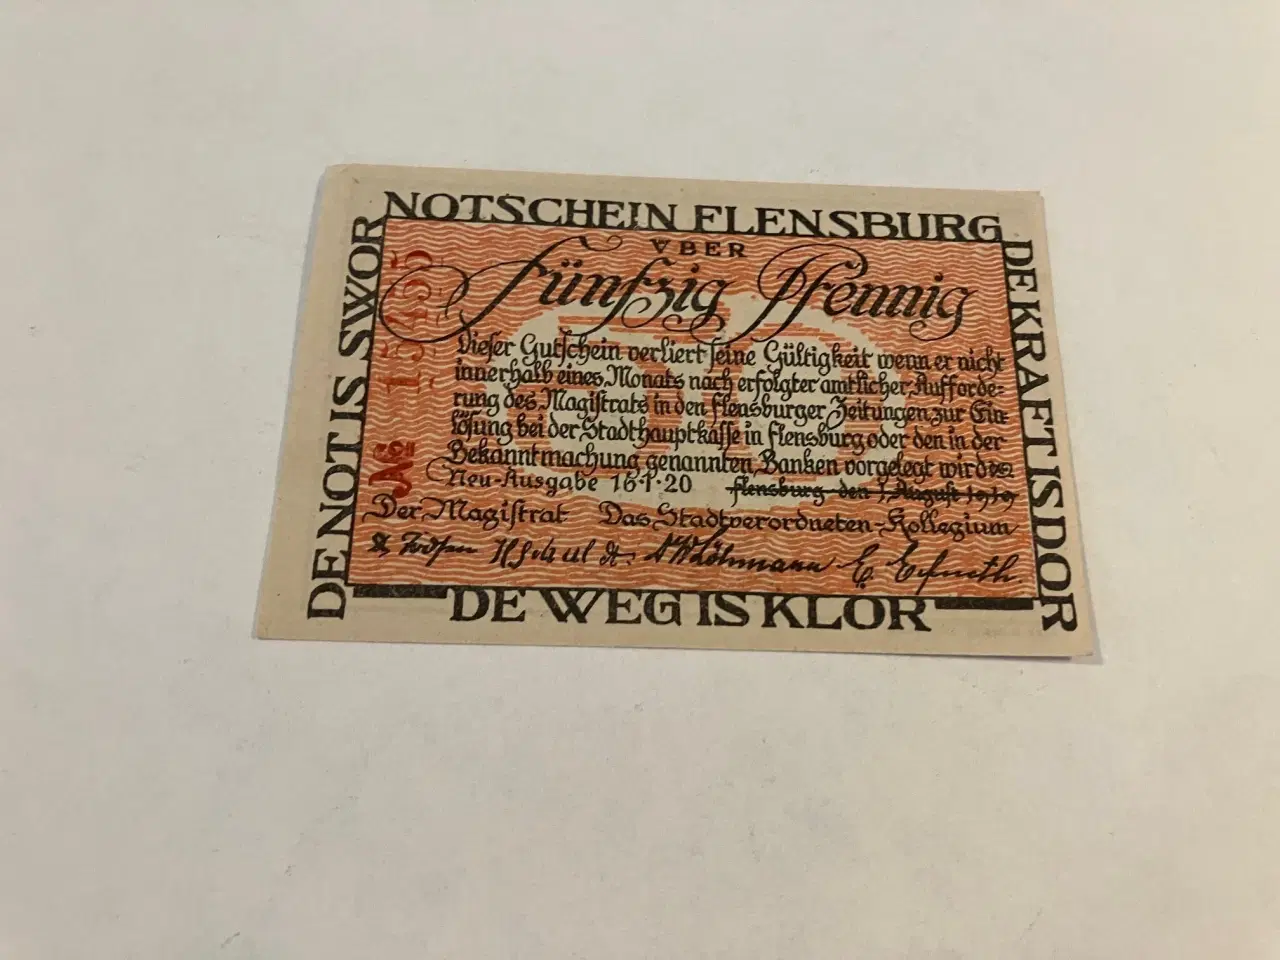 NOTSCHEIN FLENSBURG
DE NOT IS SWOR
DE KRAFT IS DOR
VBER
Fünfzig Pfennig
№ 15455
50
Dieser Gutschein verliert seine Gültigkeit wenn er nicht
innerhalb eines Monats nach erfolgter amtlicher Aufforde-
rung des Magistrats in den Flensburger Zeitungen zur Ein-
lösung bei der Stadthauptkasse in Flensburg oder den in der
Bekanntmachung genannten Banken vorgelegt wird
Neu-Ausgabe 16·1·20 Flensburg den 1. August 1919
Der Magistrat Das Stadtverordneten-Kollegium
DE WEG IS KLOR